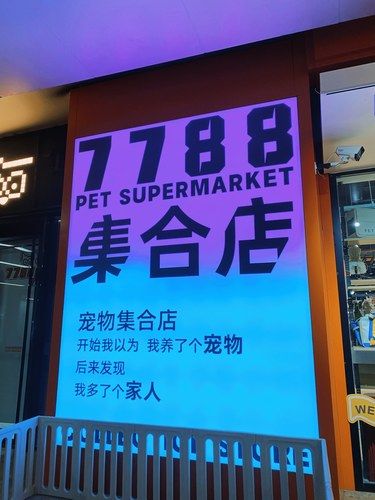 7788
PET SUPERMARKET
集合店
宠物集合店
开始我以为 我养了个宠物
后来发现
我多了个家人
WE